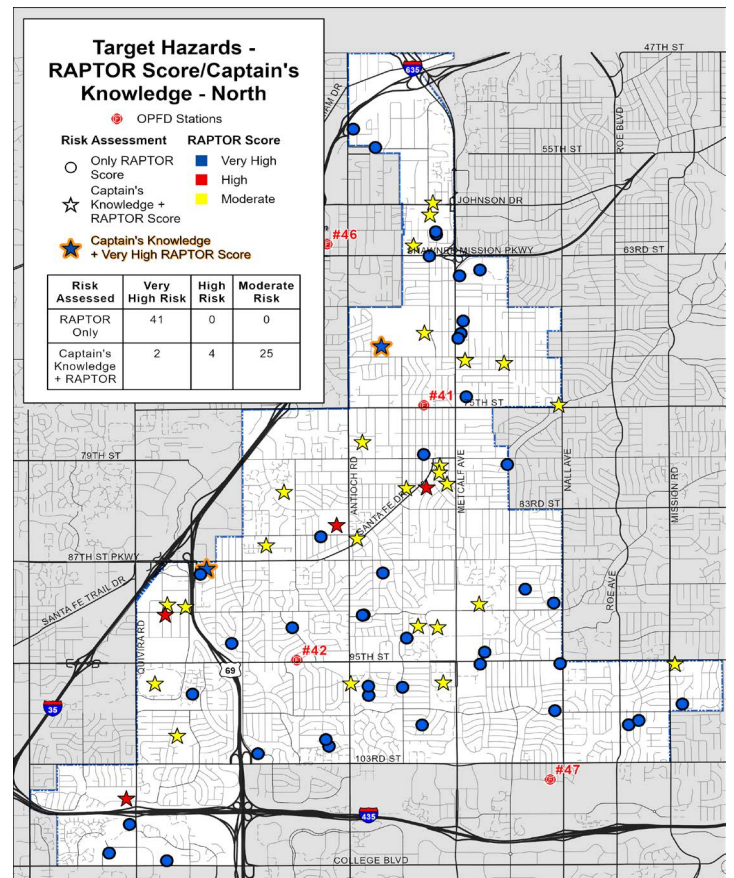 Target Hazards -
RAPTOR Score/Captain's
Knowledge - North
OPFD Stations
Risk Assessment RAPTOR Score
Only RAPTOR
Score
Very High
High
Moderate
Captain's
Knowledge +
RAPTOR Score
Captain's Knowledge
+ Very High RAPTOR Score
Risk
Assessed
Very
High Risk
High
Risk
Moderate
Risk
RAPTOR
Only
41 0 0
Captain's
Knowledge
+ RAPTOR
2 4 25
47TH ST
635
ROE BLVD
55TH ST
JOHNSON DR
#46
SHAWNEE MISSION PKWY
63RD ST
#41
75TH ST
79TH ST
ANTIOCH RD
METCALF AVE
NALL AVE
MISSION RD
SANTA FE DR
83RD ST
87TH ST PKWY
SANTA FE TRAIL DR
ROE AVE
QUIVIRA RD
#42
95TH ST
69
35
103RD ST
#47
435
COLLEGE BLVD